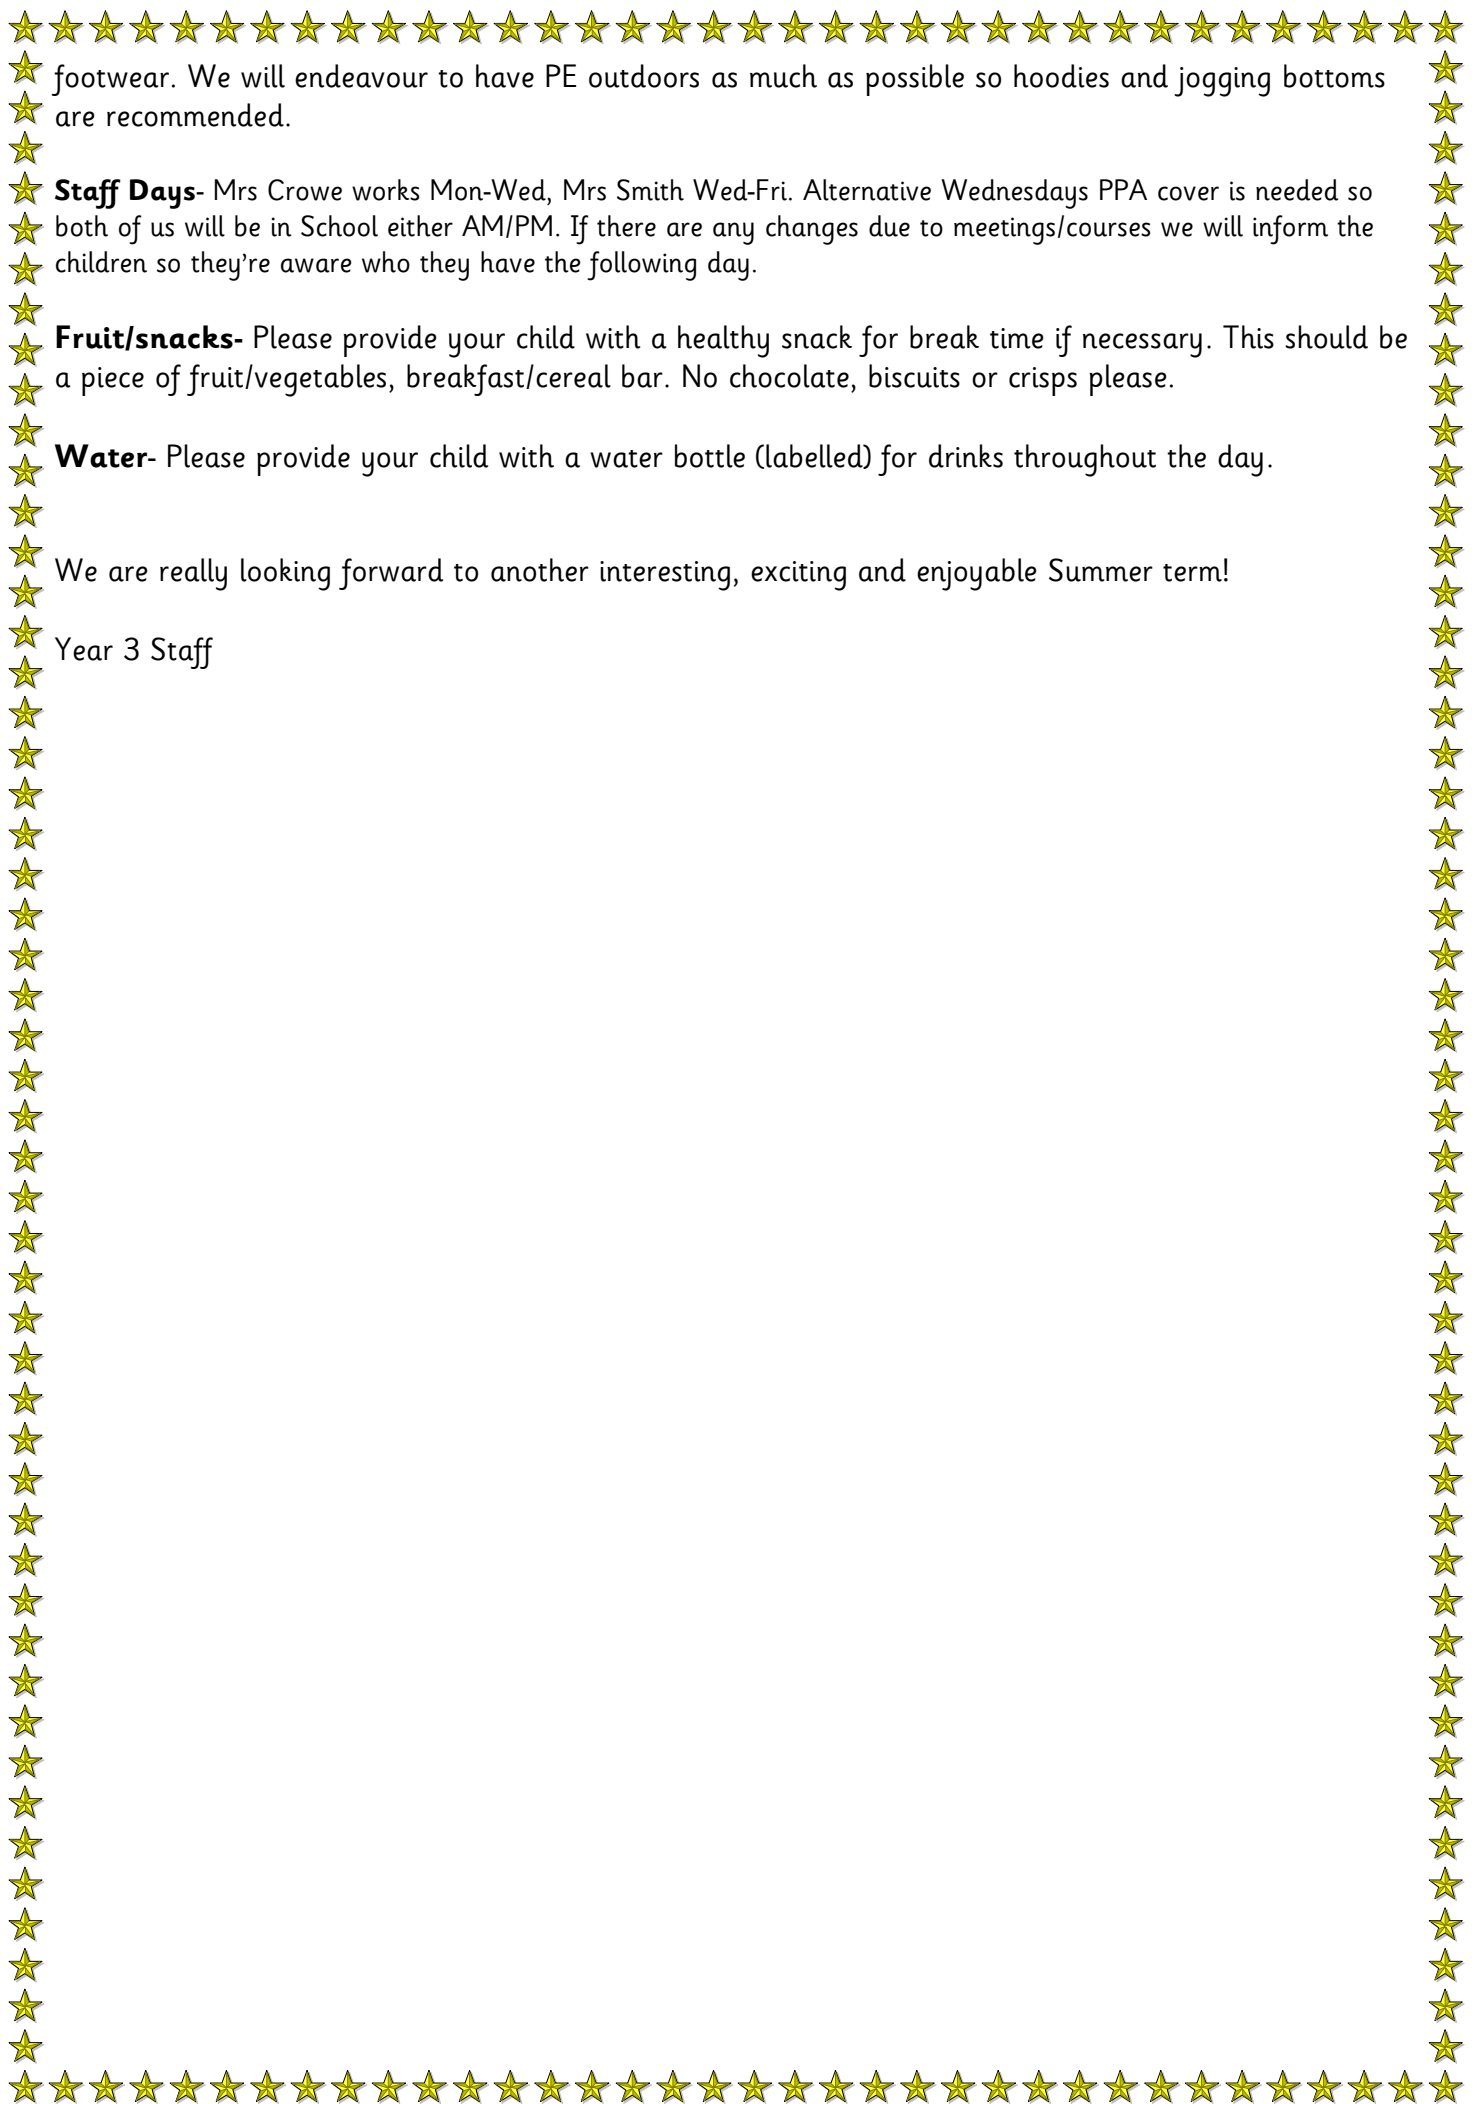 footwear. We will endeavour to have PE outdoors as much as possible so hoodies and jogging bottoms
are recommended.
Staff Days- Mrs Crowe works Mon-Wed, Mrs Smith Wed-Fri. Alternative Wednesdays PPA cover is needed so
both of us will be in School either AM/PM. If there are any changes due to meetings/courses we will inform the
children so they're aware who they have the following day.
Fruit/snacks- Please provide your child with a healthy snack for break time if necessary. This should be
a piece of fruit/vegetables, breakfast/cereal bar. No chocolate, biscuits or crisps please.
Water- Please provide your child with a water bottle (labelled) for drinks throughout the day.
We are really looking forward to another interesting, exciting and enjoyable Summer term!
Year 3 Staff